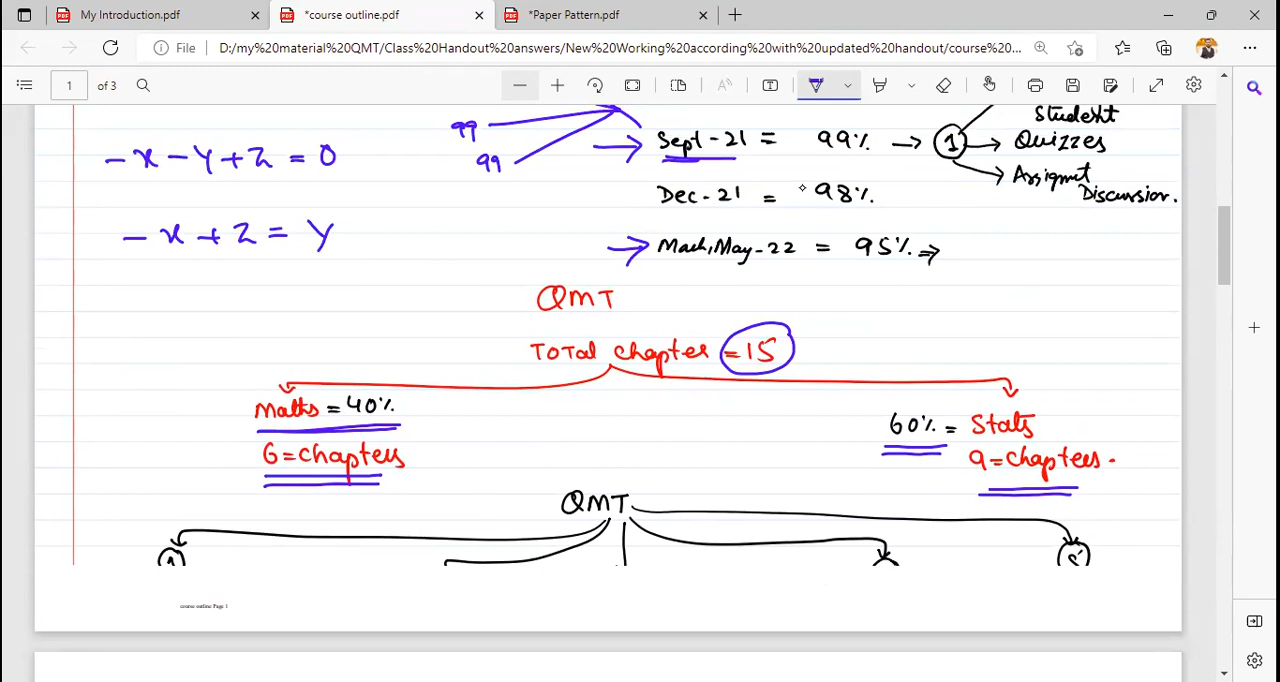 My Introduction.pdf
*course outline.pdf
*Paper Pattern.pdf
File
D:/my%20material%20QMT/Class%20Handout%20answers/New%20Working%20according%20with%20updated%20handout/course%20...
1
of 3
99
99
-x-y+z=0
-x+z=y
Sept-21 = 99% → 1
Student
Quizzes
Assigmt
Discussion.
Dec-21 = 98%.
Mach,May-22 = 95%. ⇒
QMT
Total chapter = 15
Maths = 40%.
6=chapters
60%. = Stats
9=chapters.
QMT
course outline Page 1